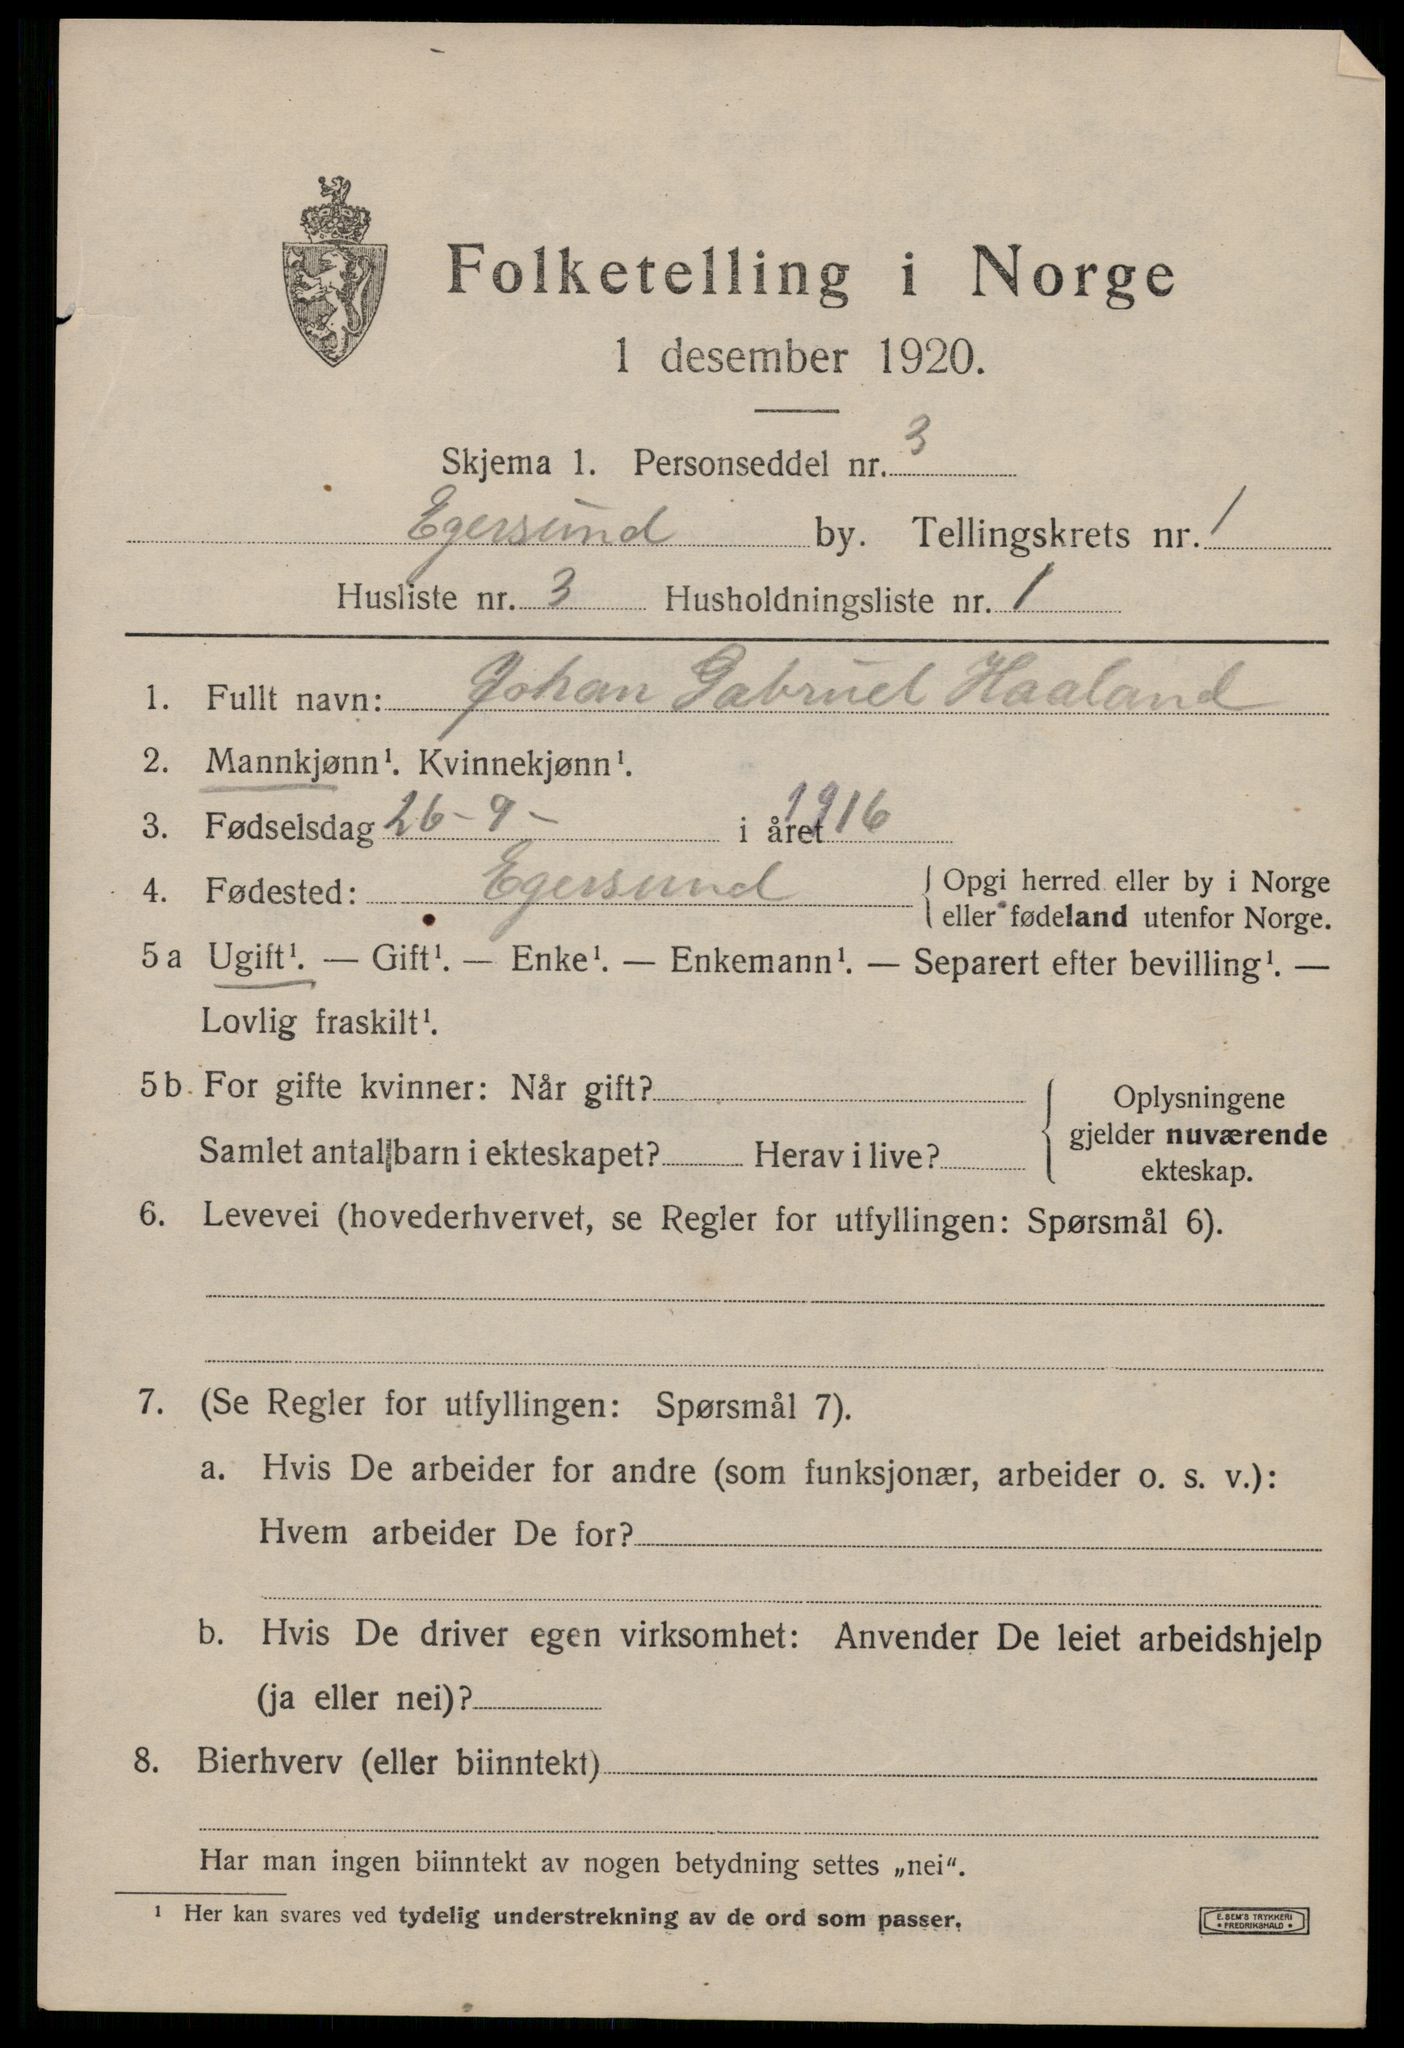 Folketelling i Norge
1 desember 1920.
Skjema 1. Personseddel nr. 3
Egersund by. Tellingskrets nr. 1
Husliste nr. 3 Husholdningsliste nr. 1
1. Fullt navn: Johan Gabriel Haaland
2. Mannkjønn¹. Kvinnekjønn¹.
3. Fødselsdag 26-9- i året 1916
4. Fødested: Egersund { Opgi herred eller by i Norge
eller fødeland utenfor Norge.
5a Ugift¹. — Gift¹. — Enke¹. — Enkemann¹. — Separert efter bevilling¹. —
Lovlig fraskilt¹.
5b. For gifte kvinner: Når gift? { Oplysningene
gjelder nuværende
Samlet antall barn i ekteskapet? Herav i live? ekteskap.
6. Levevei (hovederhvervet, se Regler for utfyllingen: Spørsmål 6).
7. (Se Regler for utfyllingen: Spørsmål 7).
a. Hvis De arbeider for andre (som funksjonær, arbeider o. s. v.):
Hvem arbeider De for?
b. Hvis De driver egen virksomhet: Anvender De leiet arbeidshjelp
(ja eller nei)?
8. Bierhverv (eller biinntekt)
Har man ingen biinntekt av nogen betydning settes „nei“.
¹ Her kan svares ved tydelig understrekning av de ord som passer.
E. SEM'S TRYKKERI
• FREDRIKSHALD •